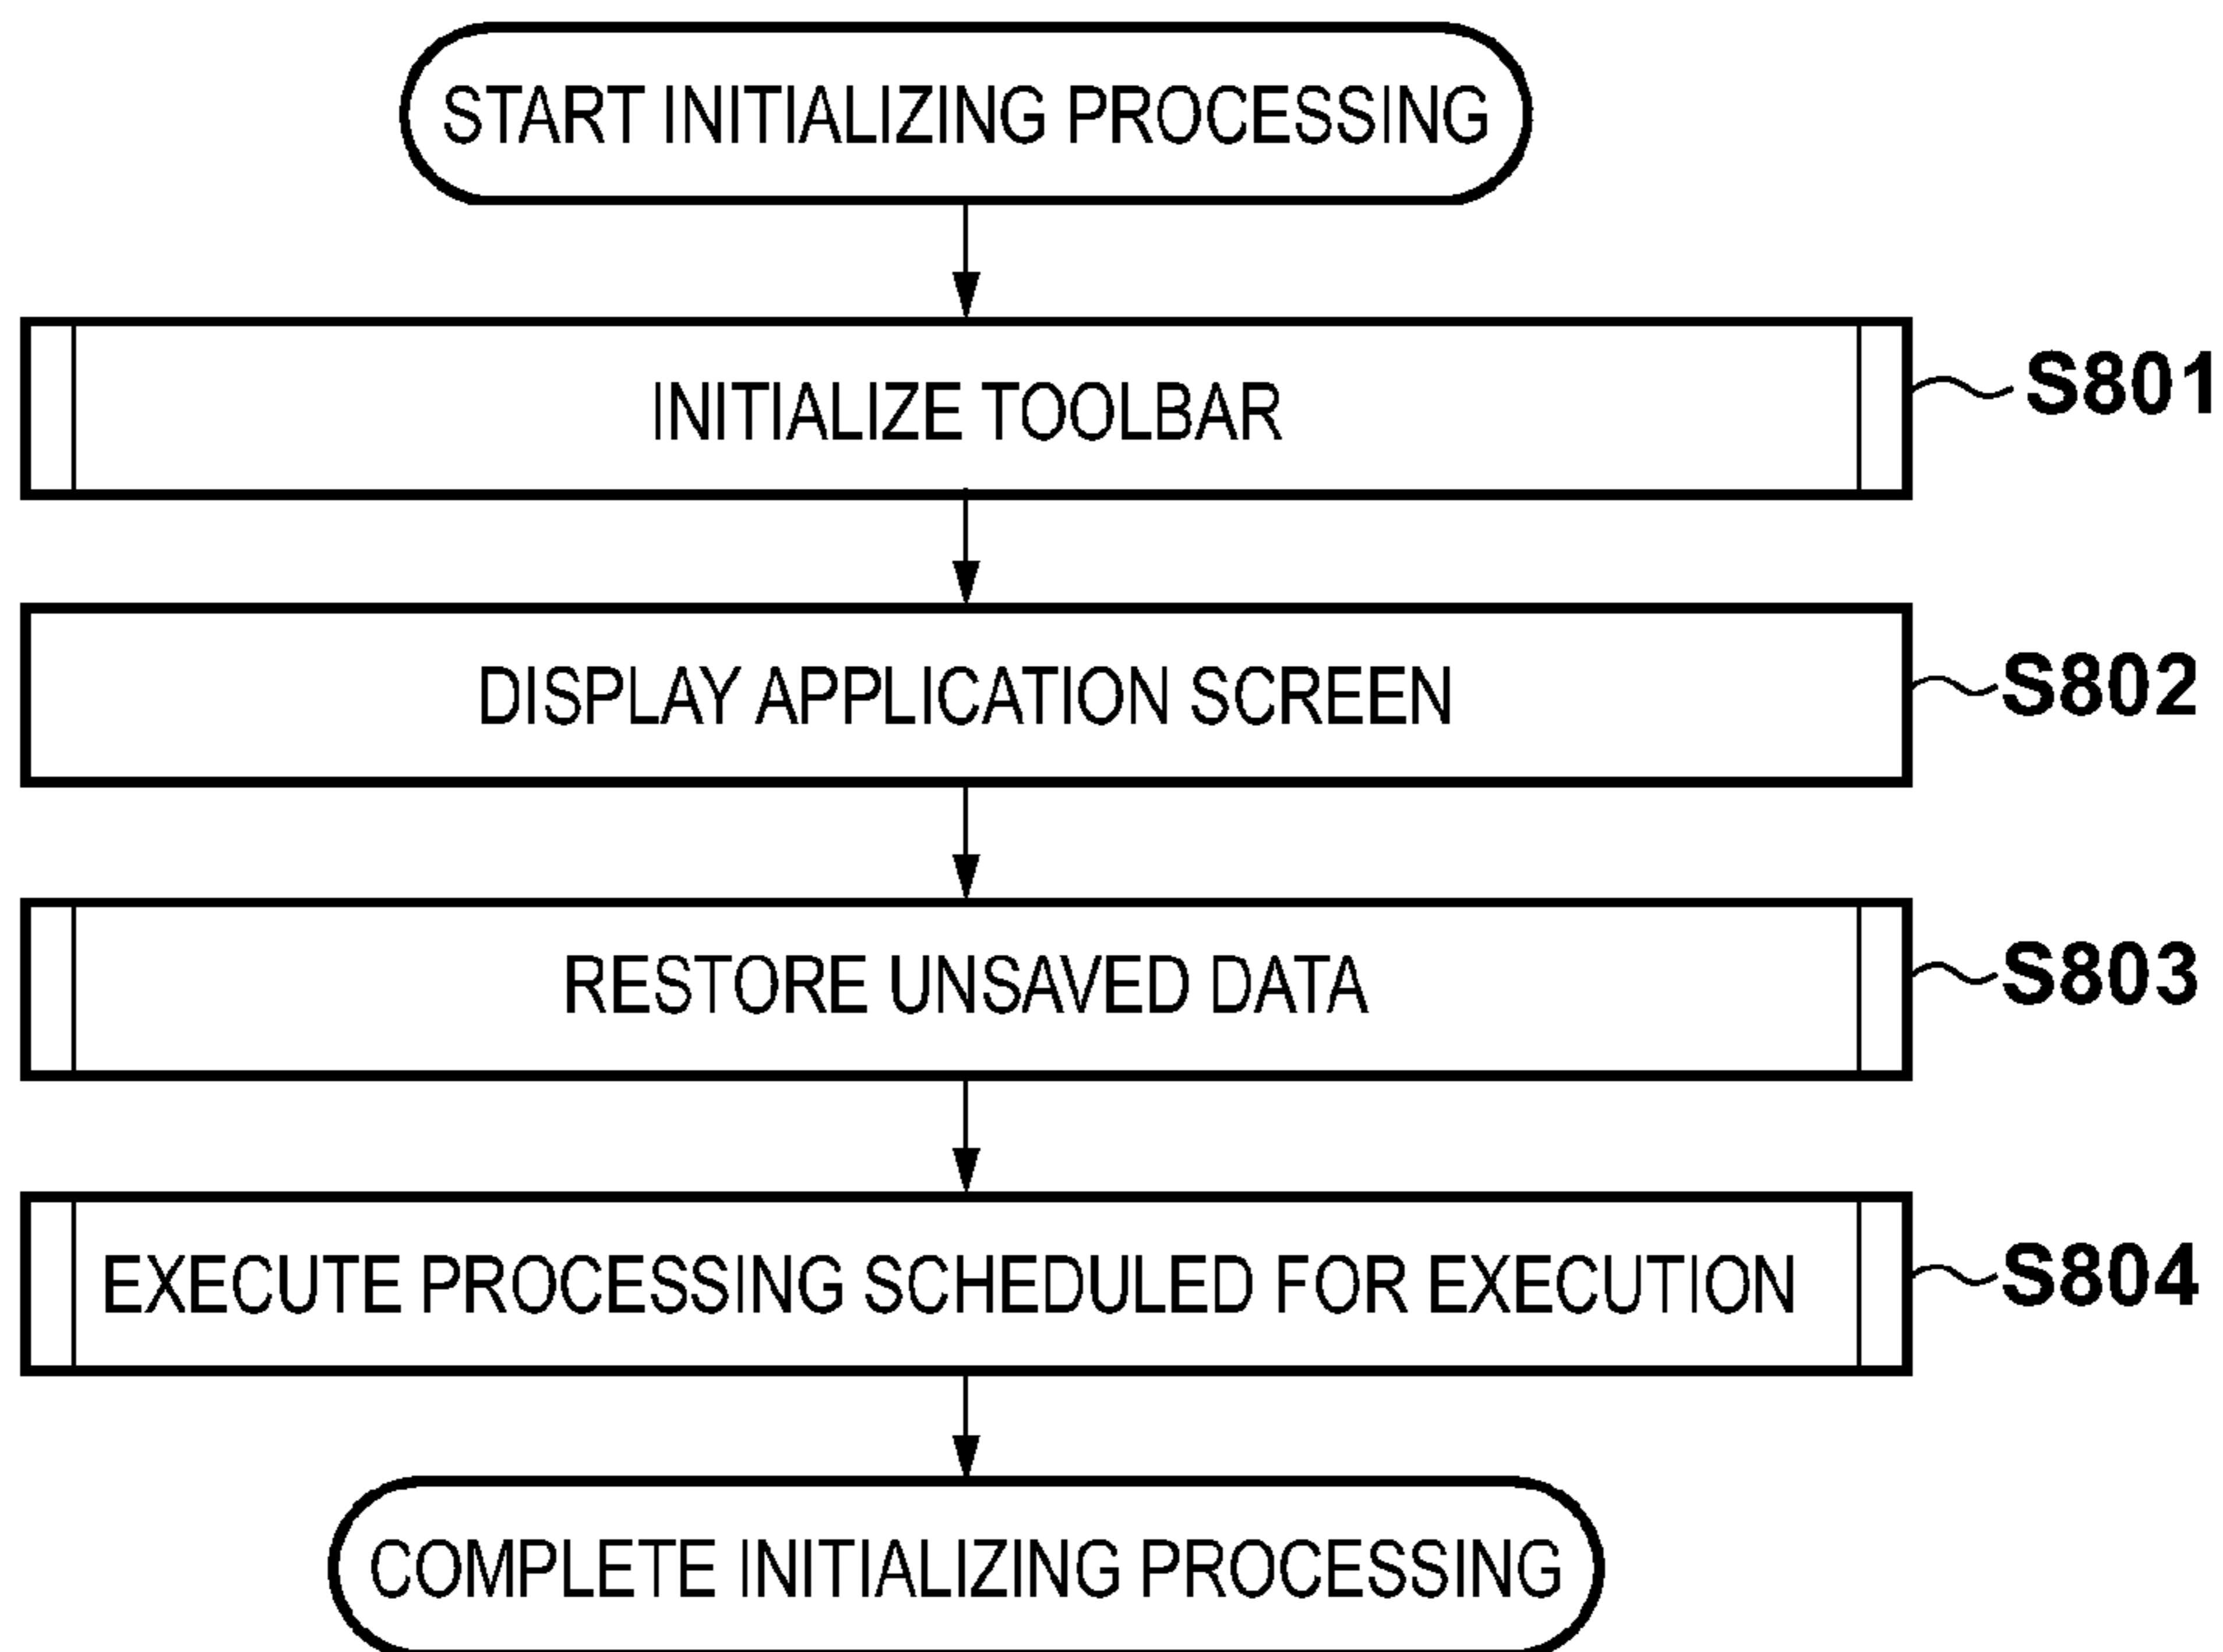 START INITIALIZING PROCESSING
INITIALIZE TOOLBAR
S801
DISPLAY APPLICATION SCREEN
S802
RESTORE UNSAVED DATA
S803
EXECUTE PROCESSING SCHEDULED FOR EXECUTION
S804
COMPLETE INITIALIZING PROCESSING